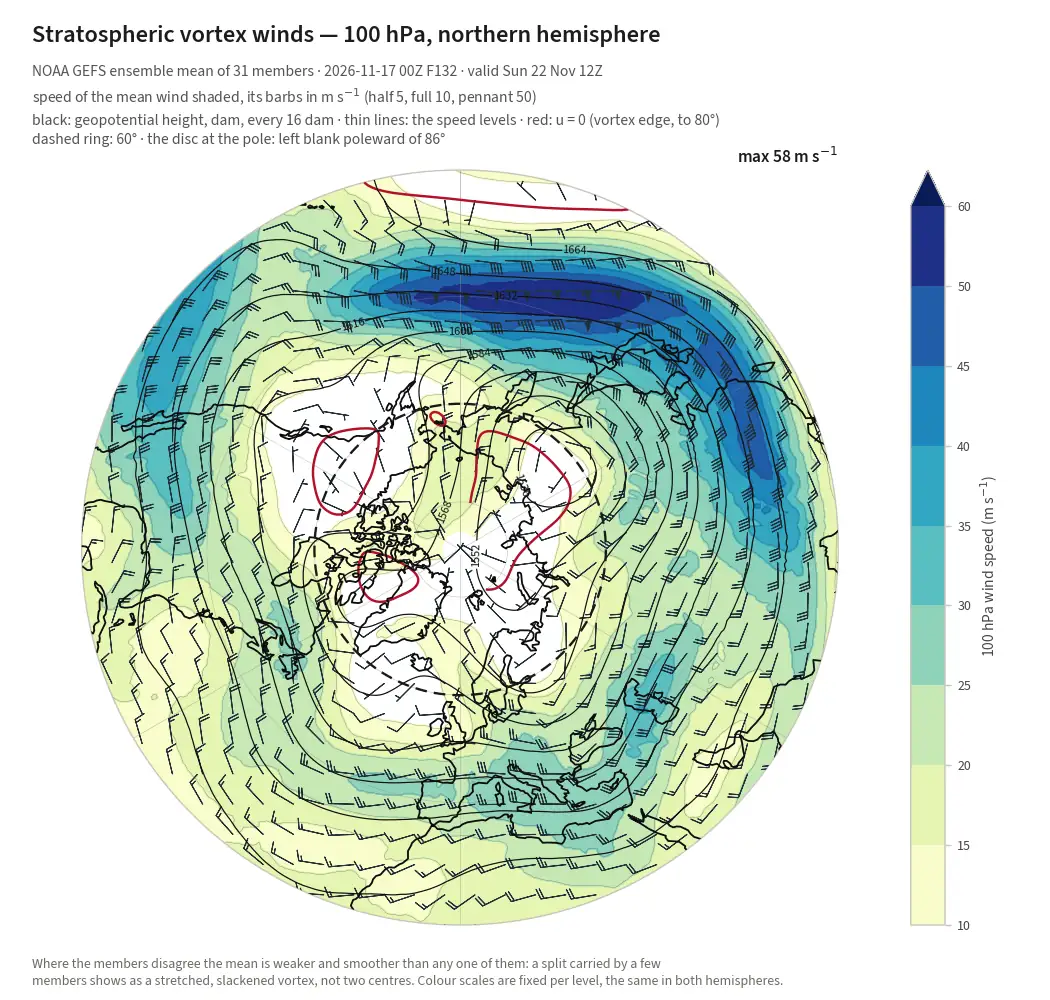 Stratospheric vortex winds — 100 hPa, northern hemisphere
NOAA GEFS ensemble mean of 31 members · 2026-11-17 00Z F132 · valid Sun 22 Nov 12Z
speed of the mean wind shaded, its barbs in m s⁻¹ (half 5, full 10, pennant 50)
black: geopotential height, dam, every 16 dam · thin lines: the speed levels · red: u = 0 (vortex edge, to 80°)
dashed ring: 60° · the disc at the pole: left blank poleward of 86°
max 58 m s⁻¹
1664
1648
1632
1616
1600
1584
1568
1552
60
50
45
40
35
30
25
20
15
10
100 hPa wind speed (m s⁻¹)
Where the members disagree the mean is weaker and smoother than any one of them: a split carried by a few
members shows as a stretched, slackened vortex, not two centres. Colour scales are fixed per level, the same in both hemispheres.